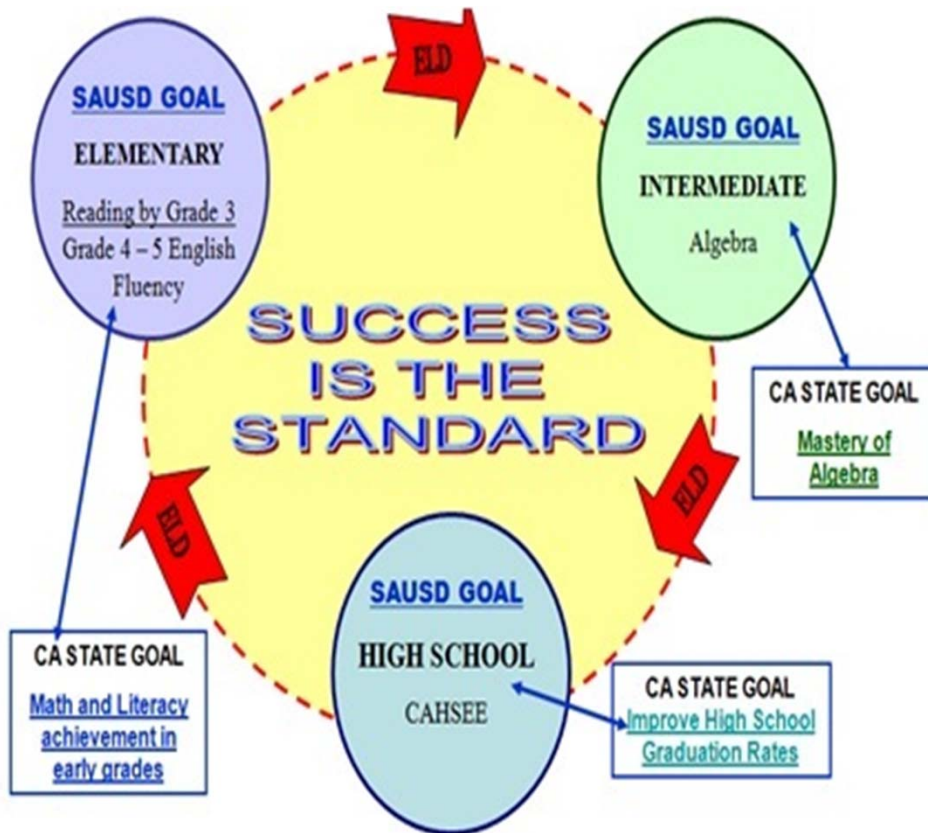 ELD
SAUSD GOAL
ELEMENTARY
Reading by Grade 3
Grade 4 – 5 English
Fluency
SAUSD GOAL
INTERMEDIATE
Algebra
SUCCESS
IS THE
STANDARD
CA STATE GOAL
Mastery of
Algebra
ELD
ELD
SAUSD GOAL
HIGH SCHOOL
CAHSEE
CA STATE GOAL
Math and Literacy
achievement in
early grades
CA STATE GOAL
Improve High School
Graduation Rates